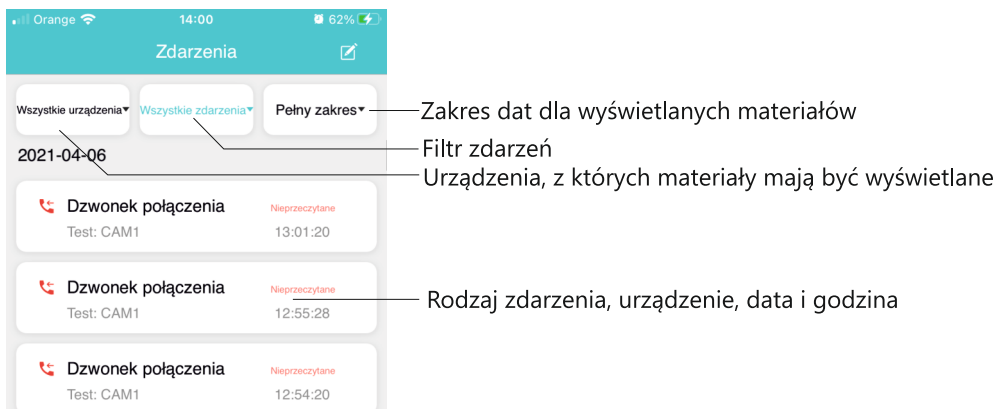 Orange 14:00 62%
Zdarzenia
Wszystkie urządzenia Wszystkie zdarzenia Pełny zakres
Zakres dat dla wyświetlanych materiałów
Filtr zdarzeń
2021-04-06
Urządzenia, z których materiały mają być wyświetlane
Dzwonek połączenia Nieprzeczytane
Test: CAM1 13:01:20
Dzwonek połączenia Nieprzeczytane
Rodzaj zdarzenia, urządzenie, data i godzina
Test: CAM1 12:55:28
Dzwonek połączenia Nieprzeczytane
Test: CAM1 12:54:20